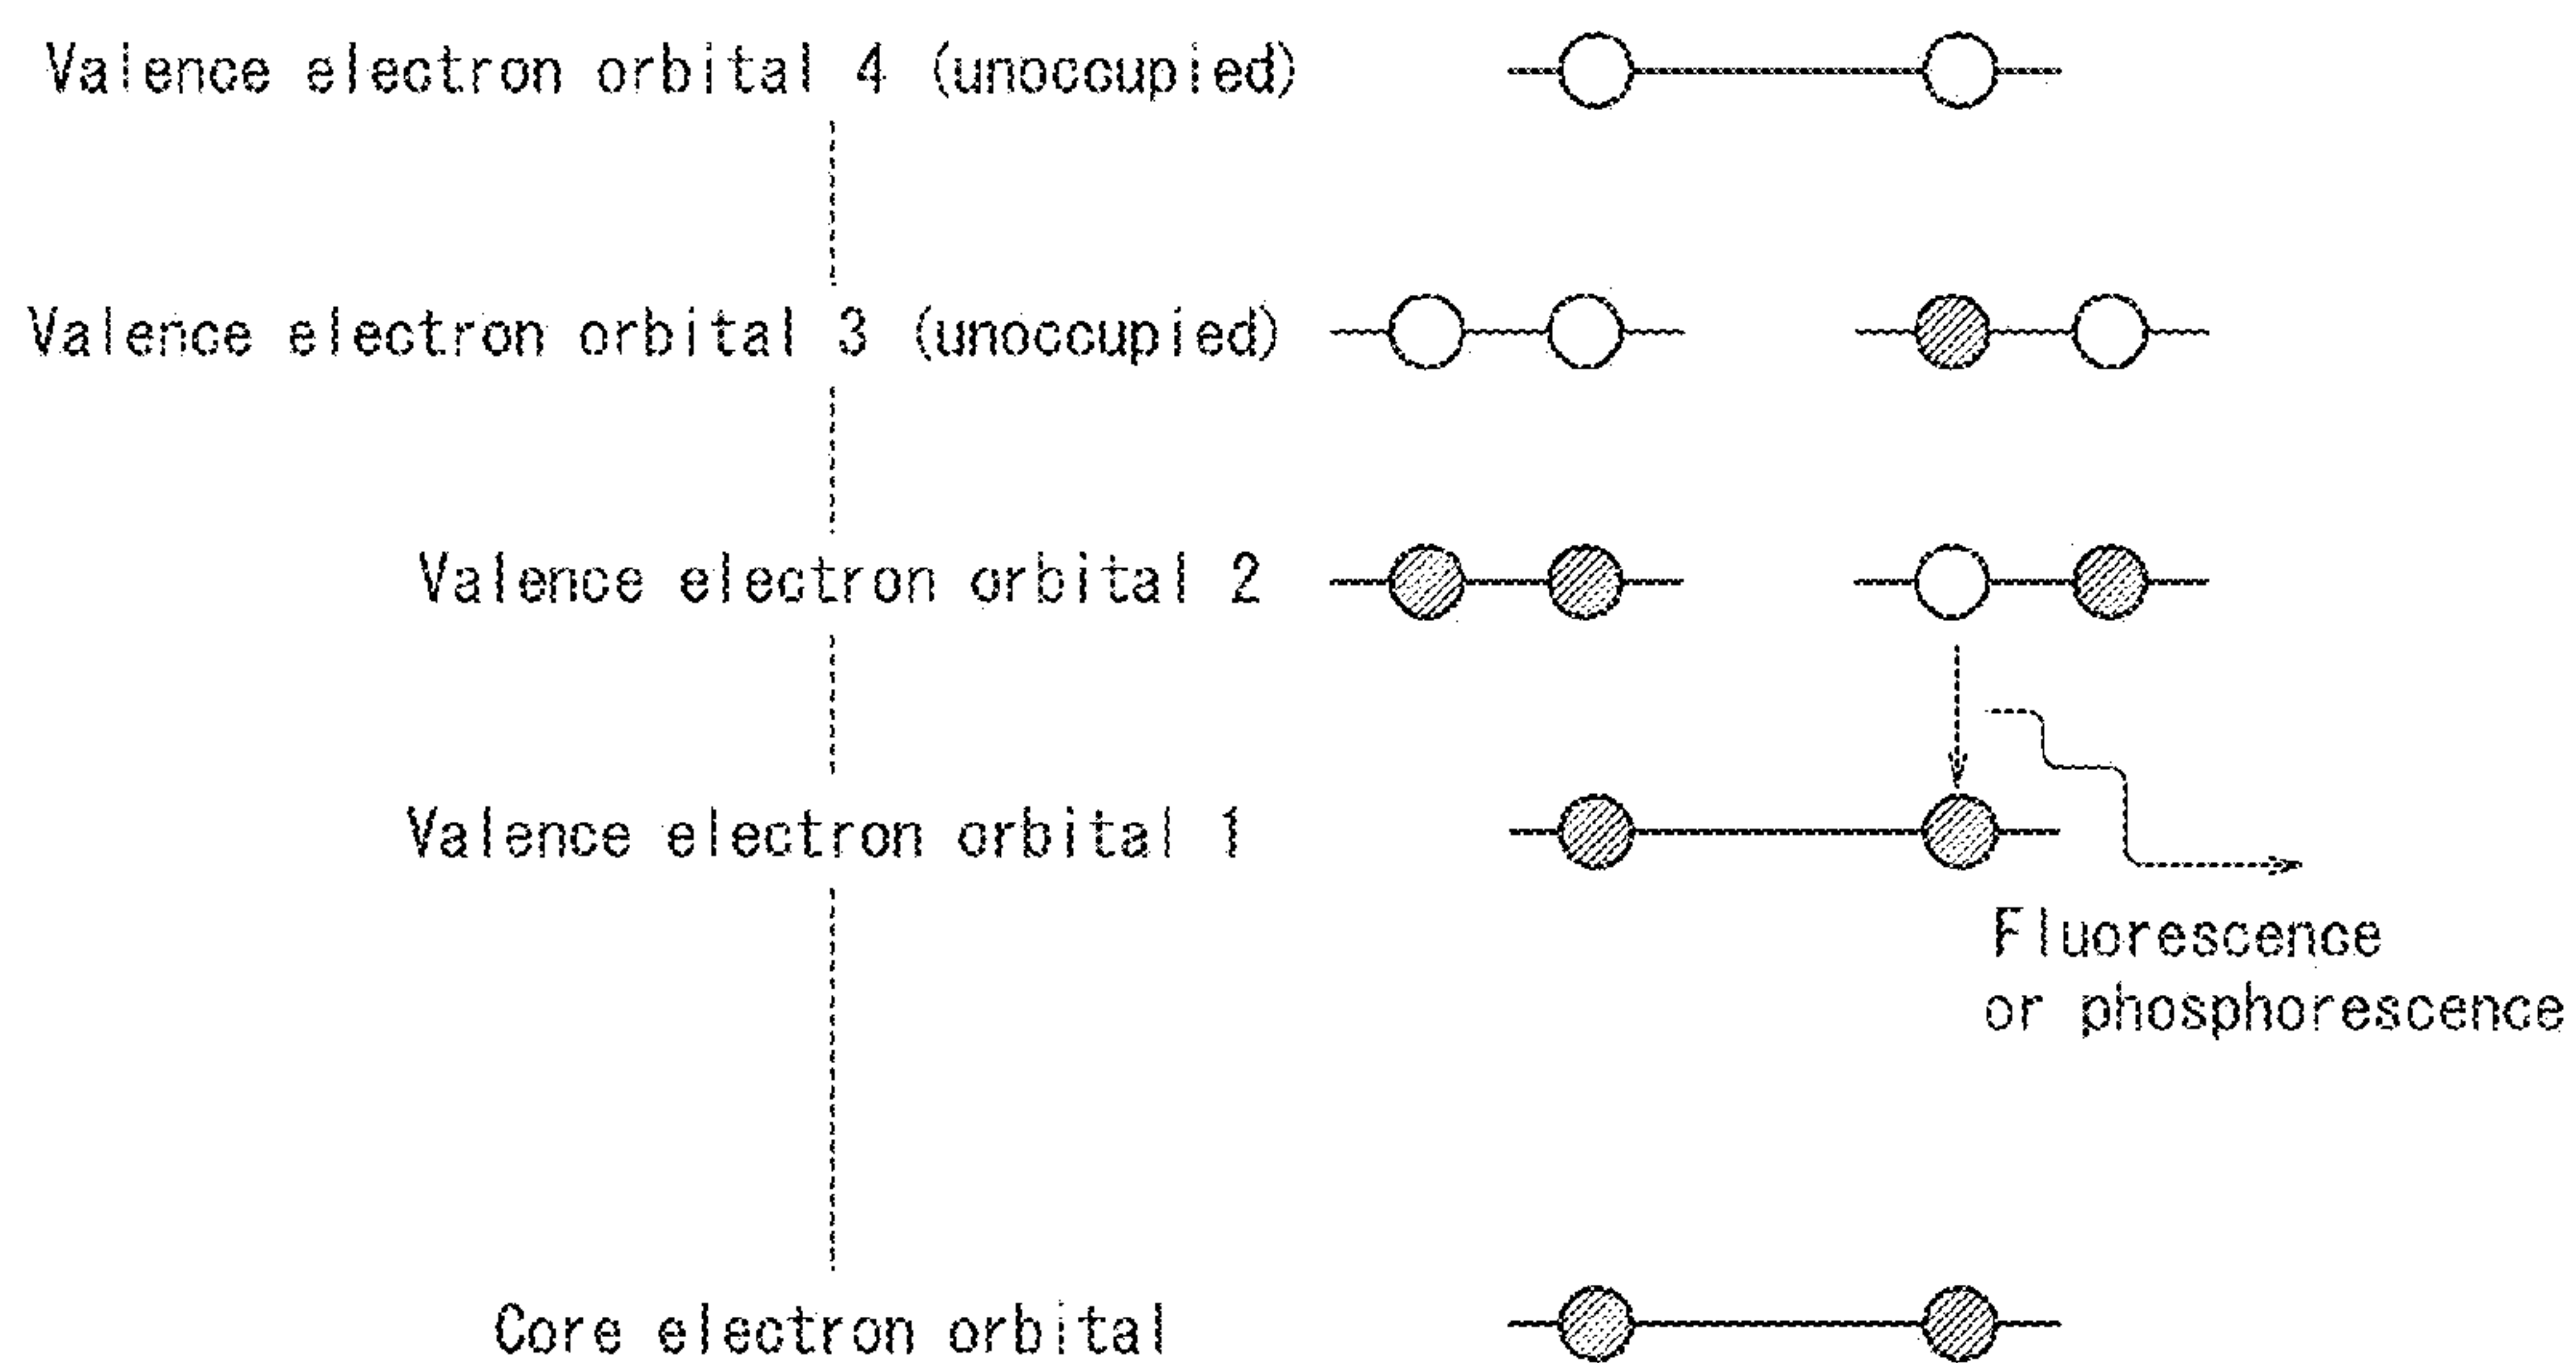 Valence electron orbital 4 (unoccupied)
Valence electron orbital 3 (unoccupied)
Valence electron orbital 2
Valence electron orbital 1
Fluorescence
or phosphorescence
Core electron orbital